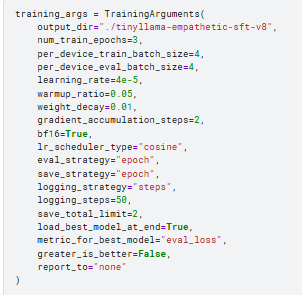 training_args = TrainingArguments(
    output_dir="./tinyllama-empathetic-sft-v8",
    num_train_epochs=3,
    per_device_train_batch_size=4,
    per_device_eval_batch_size=4,
    learning_rate=4e-5,
    warmup_ratio=0.05,
    weight_decay=0.01,
    gradient_accumulation_steps=2,
    bf16=True,
    lr_scheduler_type="cosine",
    eval_strategy="epoch",
    save_strategy="epoch",
    logging_strategy="steps",
    logging_steps=50,
    save_total_limit=2,
    load_best_model_at_end=True,
    metric_for_best_model="eval_loss",
    greater_is_better=False,
    report_to="none"
)